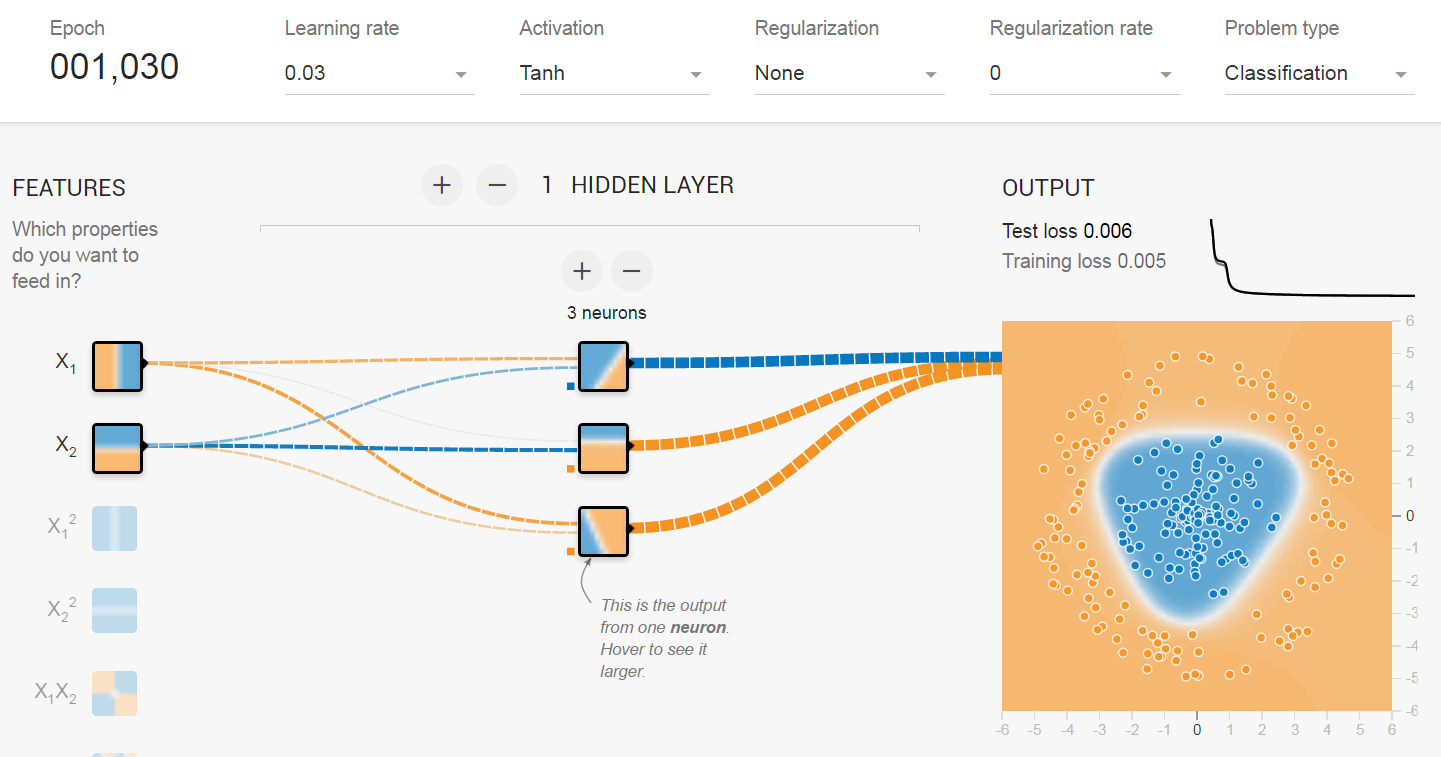 Epoch
001,030
Learning rate
0.03
Activation
Tanh
Regularization
None
Regularization rate
0
Problem type
Classification
FEATURES
Which properties
do you want to
feed in?
+ − 1 HIDDEN LAYER
+ −
3 neurons
X₁
X₂
X₁²
X₂²
X₁X₂
This is the output
from one neuron.
Hover to see it
larger.
OUTPUT
Test loss 0.006
Training loss 0.005
6
5
4
3
2
1
0
-1
-2
-3
-4
-5
-6
-6 -5 -4 -3 -2 -1 0 1 2 3 4 5 6